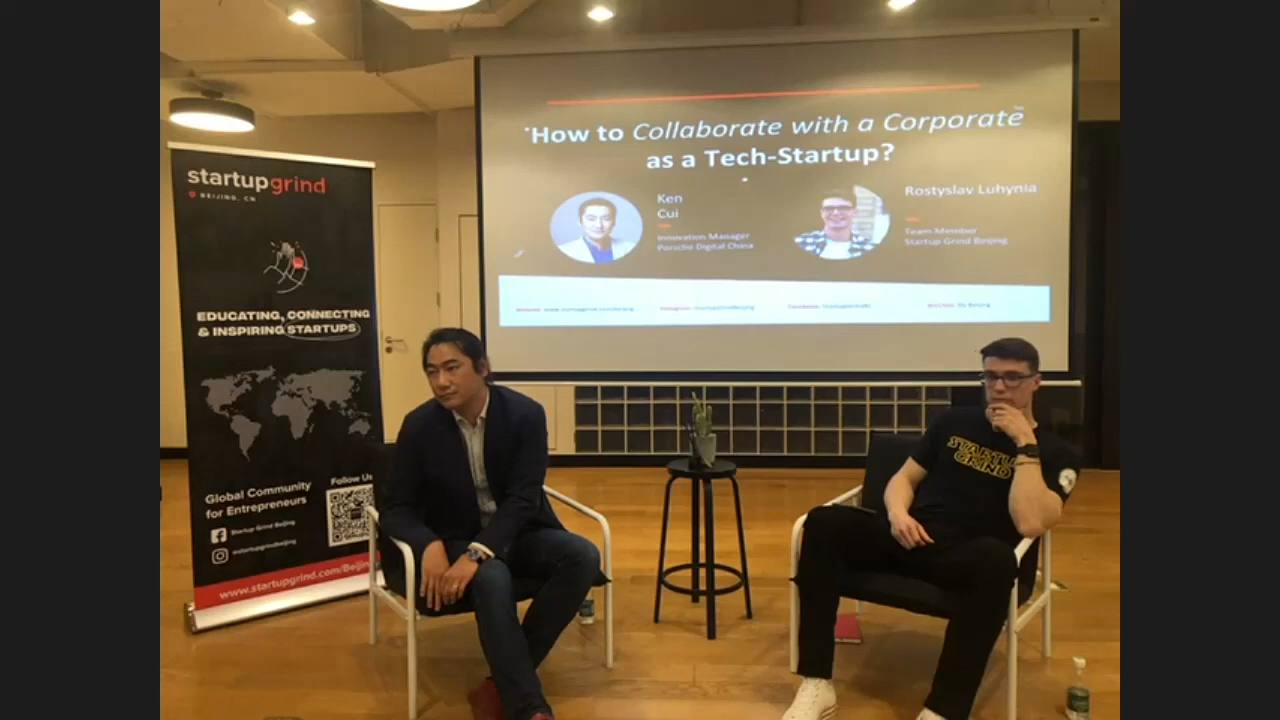 startupgrind
BEIJING, CN
EDUCATING, CONNECTING
& INSPIRING STARTUPS
Global Community
for Entrepreneurs
Follow Us
Startup Grind Beijing
@startupgrindbeijing
www.startupgrind.com/Beijin
"How to Collaborate with a Corporate
as a Tech-Startup?
Ken
Cui
Innovation Manager
Porsche Digital China
Rostyslav Luhynia
Team Member
Startup Grind Beijing
STARTUP
GRIND